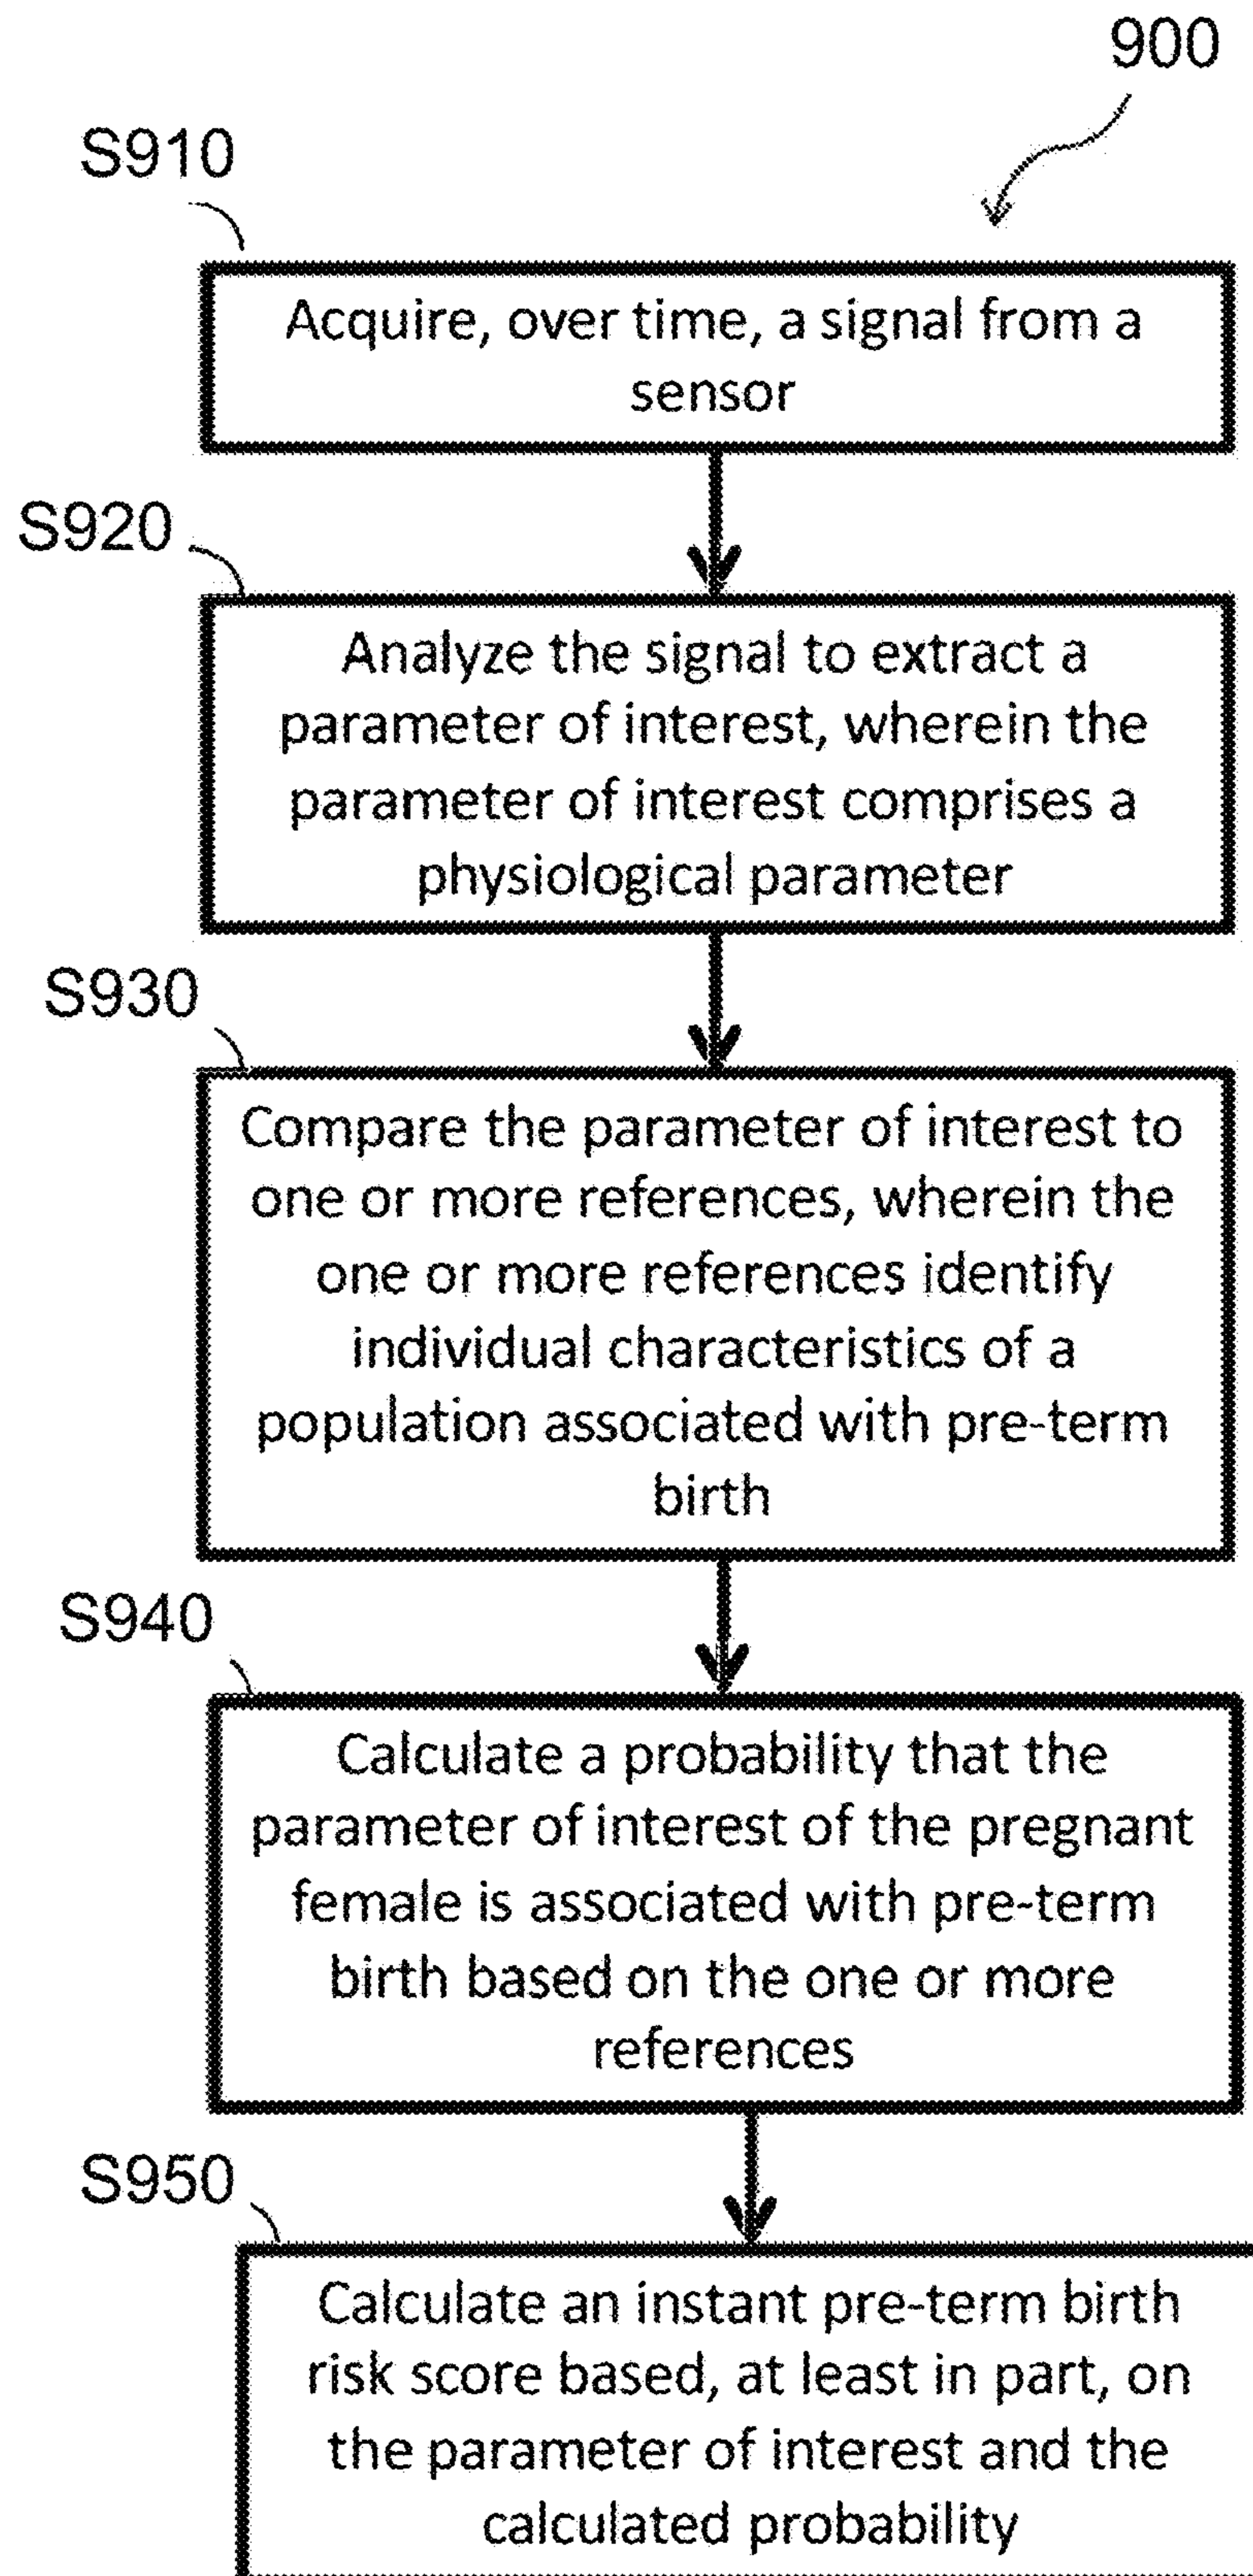 900
S910
Acquire, over time, a signal from a
sensor
S920
Analyze the signal to extract a
parameter of interest, wherein the
parameter of interest comprises a
physiological parameter
S930
Compare the parameter of interest to
one or more references, wherein the
one or more references identify
individual characteristics of a
population associated with pre-term
birth
S940
Calculate a probability that the
parameter of interest of the pregnant
female is associated with pre-term
birth based on the one or more
references
S950
Calculate an instant pre-term birth
risk score based, at least in part, on
the parameter of interest and the
calculated probability